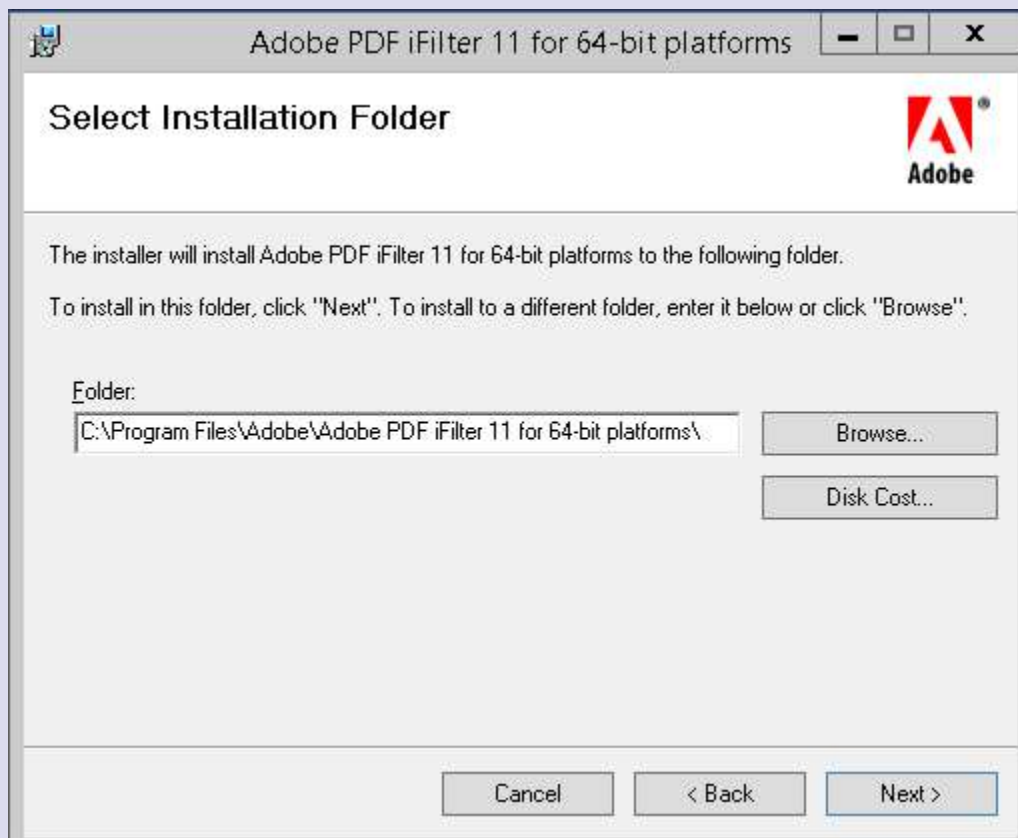 Adobe PDF iFilter 11 for 64-bit platforms
Select Installation Folder
Adobe
The installer will install Adobe PDF iFilter 11 for 64-bit platforms to the following folder.
To install in this folder, click "Next". To install to a different folder, enter it below or click "Browse".
Folder:
C:\Program Files\Adobe\Adobe PDF iFilter 11 for 64-bit platforms\
Browse...
Disk Cost...
Cancel
< Back
Next >